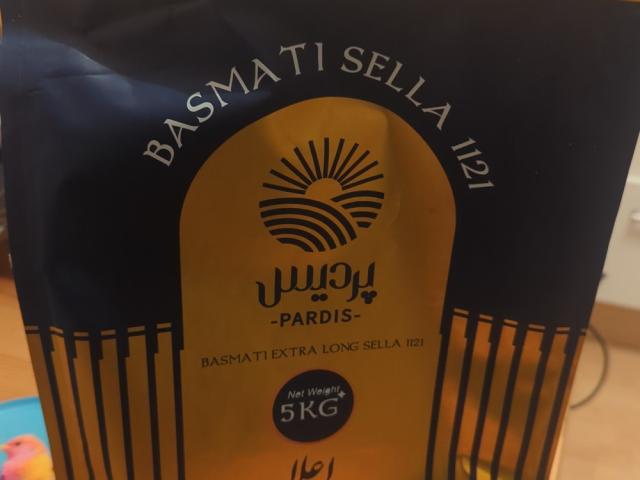 BASMATI SELLA 1121
پردیس
-PARDIS-
BASMATI EXTRA LONG SELLA 1121
Net Weight
5KG
اعلا